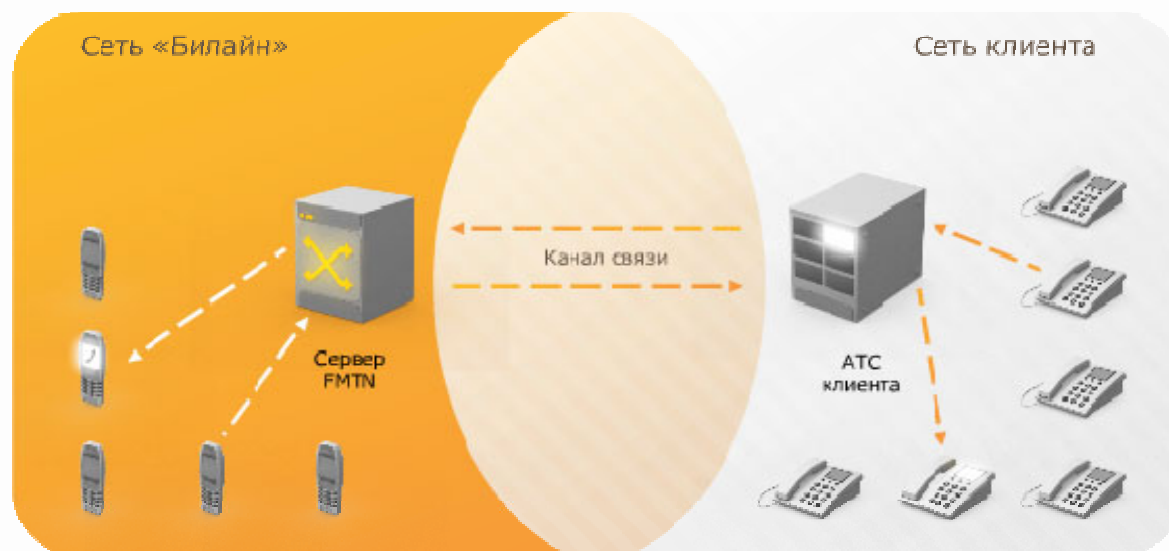 Сеть «Билайн»
Сеть клиента
Канал связи
Сервер
FMTN
АТС
клиента